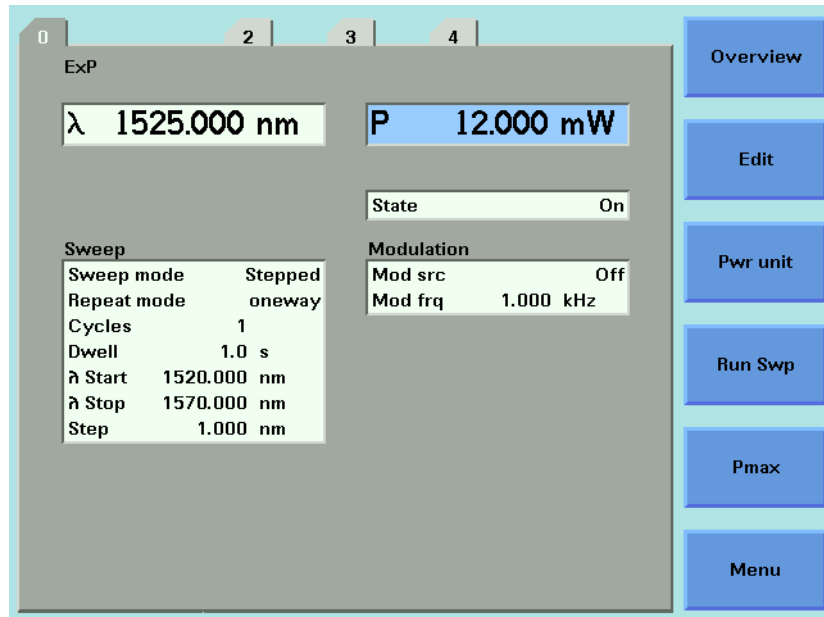 0 2 3 4
ExP
λ 1525.000 nm
P 12.000 mW
State On
Sweep
Sweep mode Stepped
Repeat mode oneway
Cycles 1
Dwell 1.0 s
λ Start 1520.000 nm
λ Stop 1570.000 nm
Step 1.000 nm
Modulation
Mod src Off
Mod frq 1.000 kHz
Overview
Edit
Pwr unit
Run Swp
Pmax
Menu